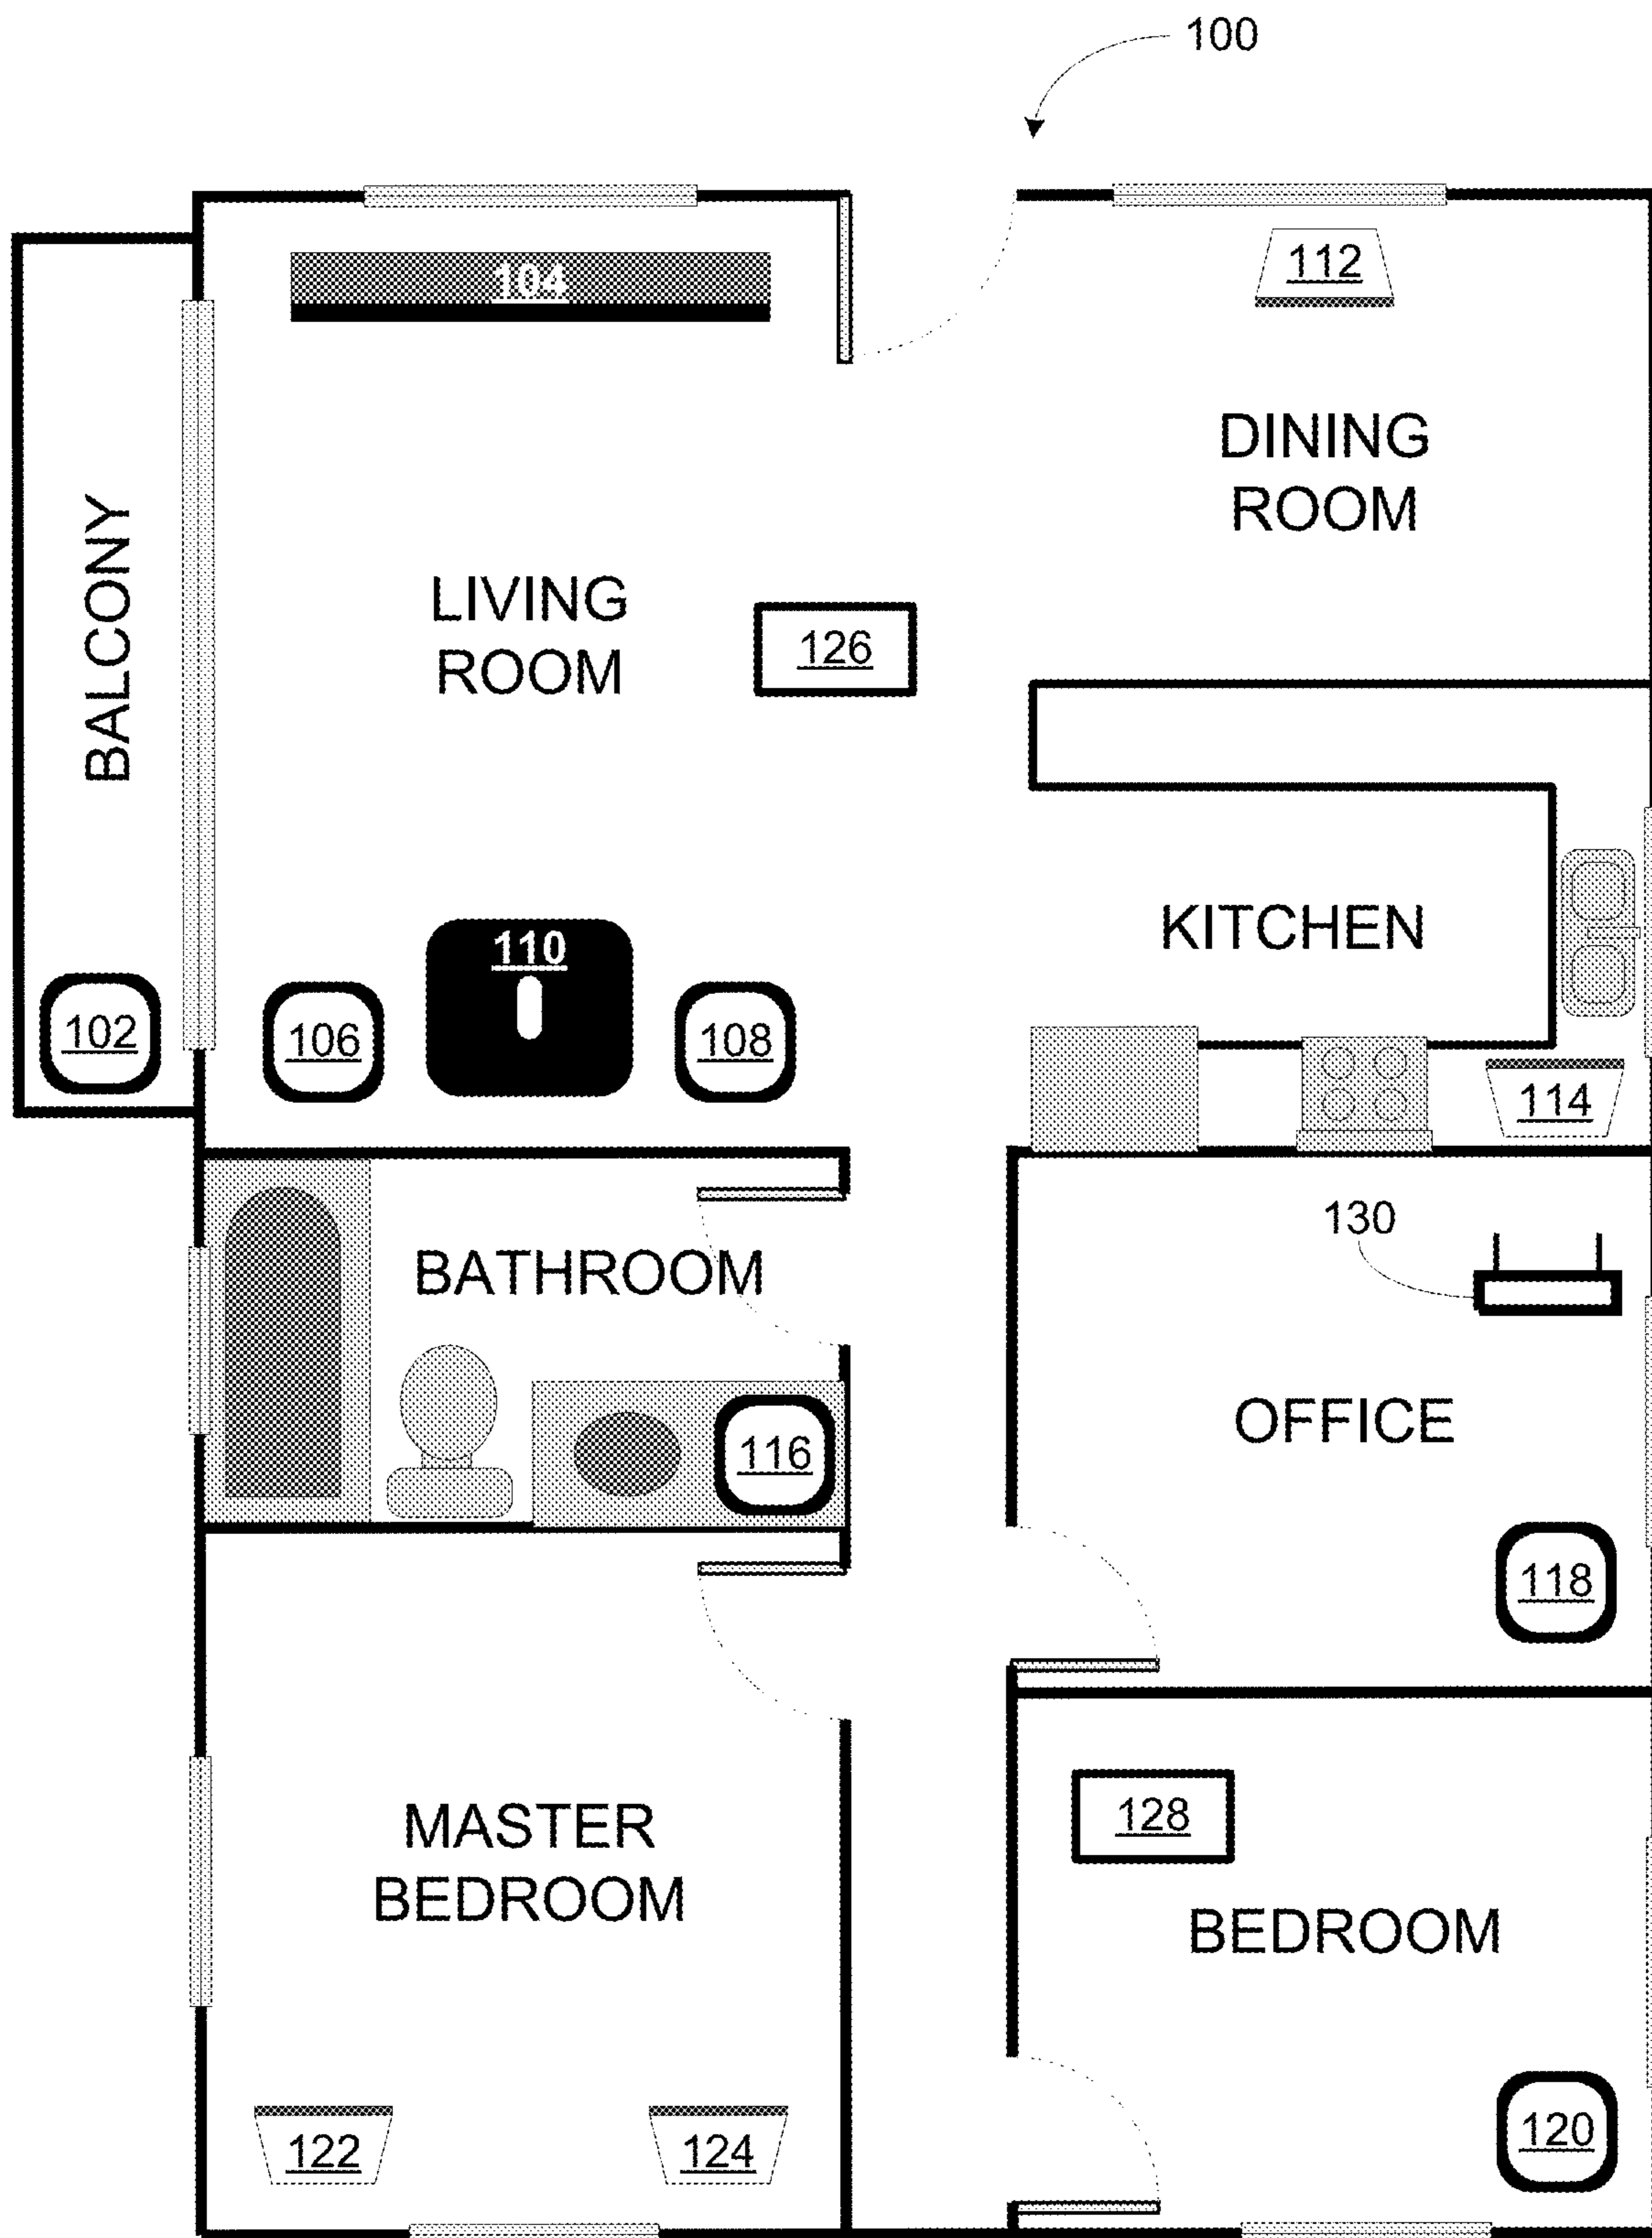 100
104
112
DINING
ROOM
BALCONY
LIVING
ROOM
126
KITCHEN
110
102
106
108
114
130
BATHROOM
OFFICE
116
118
MASTER
BEDROOM
128
BEDROOM
122
124
120